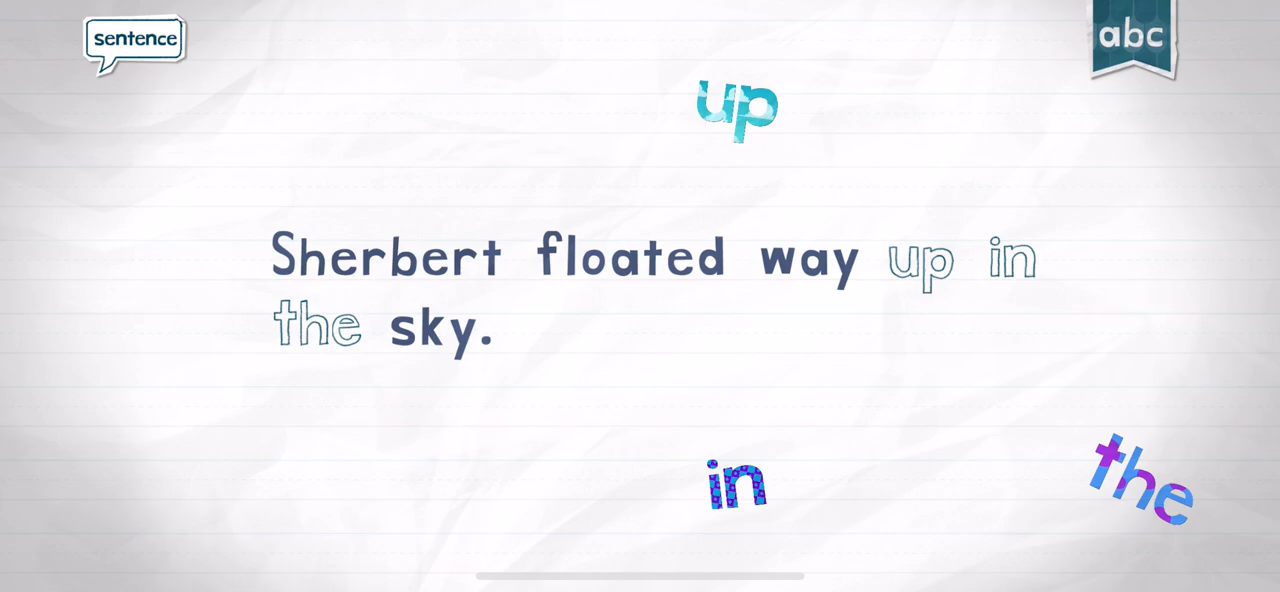 sentence
abc
up
Sherbert floated way up in
the sky.
in
the